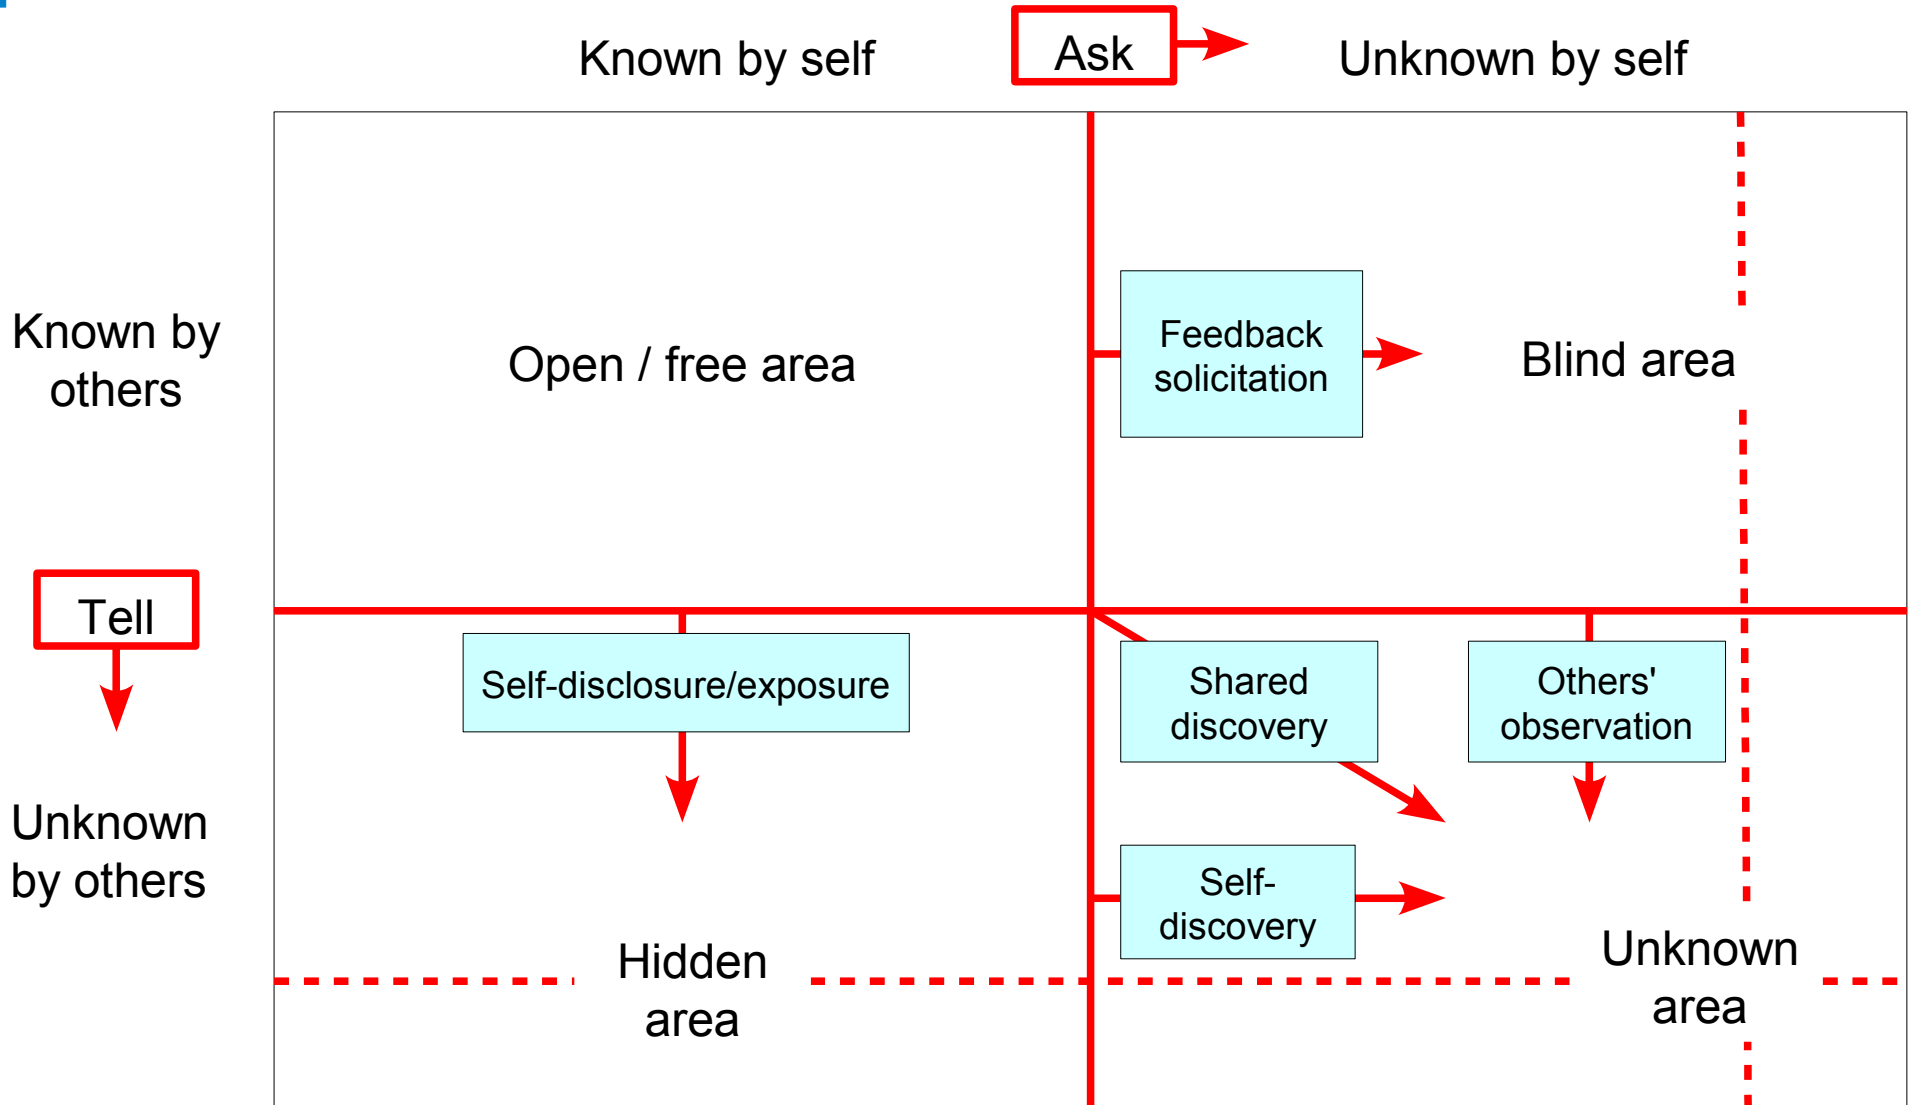 Known by self
Ask
Unknown by self
Known by
others
Open / free area
Feedback
solicitation
Blind area
Tell
Self-disclosure/exposure
Shared
discovery
Others'
observation
Unknown
by others
Self-
discovery
Hidden
area
Unknown
area